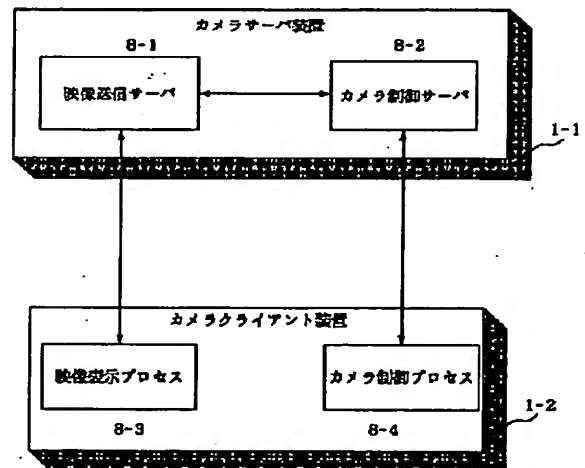 カメラサーバ装置
8-1
8-2
映像送信サーバ
カメラ制御サーバ
1-1
カメラクライアント装置
映像表示プロセス
カメラ制御プロセス
8-3
8-4
1-2